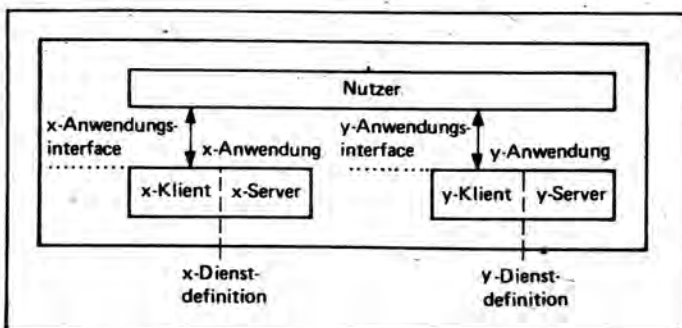 Nutzer
x-Anwendungs-
interface
x-Anwendung
y-Anwendungs-
interface
y-Anwendung
x-Klient
x-Server
y-Klient
y-Server
x-Dienst-
definition
y-Dienst-
definition